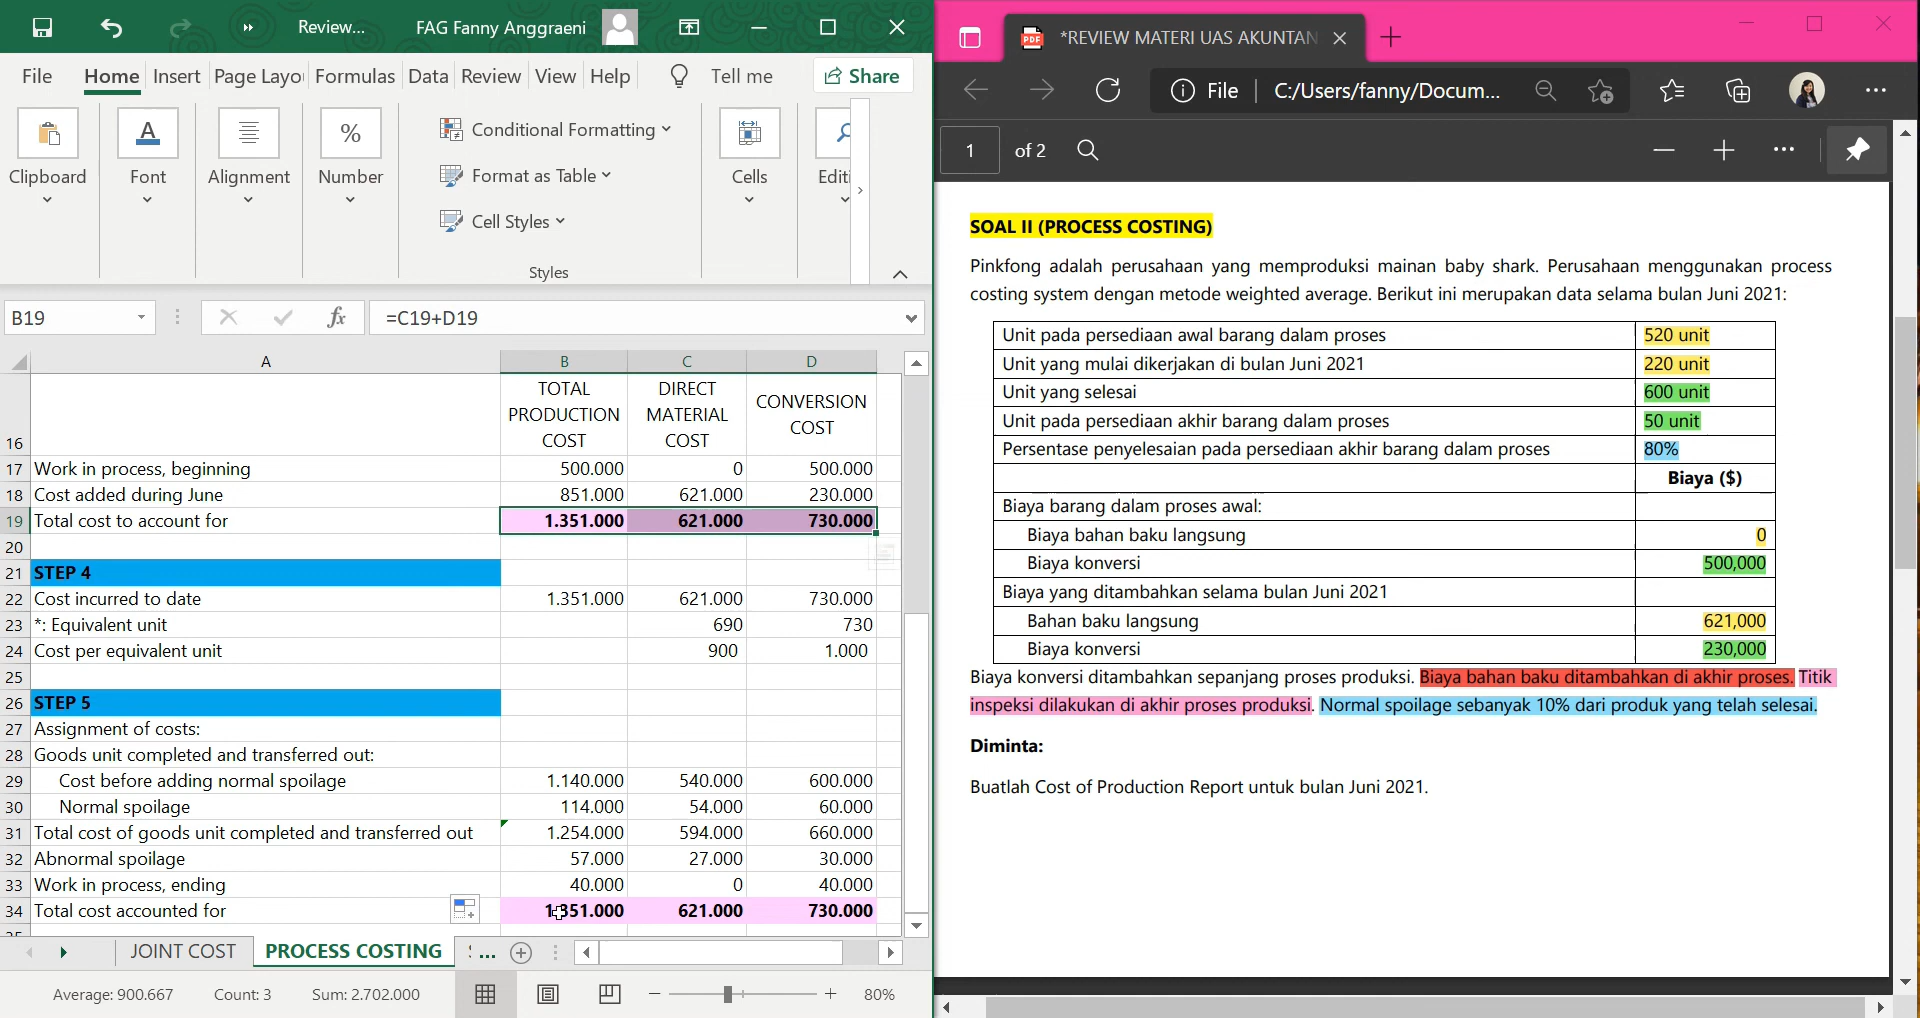 Review...
FAG Fanny Anggraeni
File Home Insert Page Layou Formulas Data Review View Help Tell me Share
Clipboard
Font
Alignment
Number
Conditional Formatting
Format as Table
Cell Styles
Styles
Cells
Editi
B19
fx
=C19+D19
A B C D
16 TOTAL PRODUCTION COST DIRECT MATERIAL COST CONVERSION COST
17 Work in process, beginning 500.000 0 500.000
18 Cost added during June 851.000 621.000 230.000
19 Total cost to account for 1.351.000 621.000 730.000
20
21 STEP 4
22 Cost incurred to date 1.351.000 621.000 730.000
23 *: Equivalent unit 690 730
24 Cost per equivalent unit 900 1.000
25
26 STEP 5
27 Assignment of costs:
28 Goods unit completed and transferred out:
29 Cost before adding normal spoilage 1.140.000 540.000 600.000
30 Normal spoilage 114.000 54.000 60.000
31 Total cost of goods unit completed and transferred out 1.254.000 594.000 660.000
32 Abnormal spoilage 57.000 27.000 30.000
33 Work in process, ending 40.000 0 40.000
34 Total cost accounted for 1.351.000 621.000 730.000
JOINT COST PROCESS COSTING ...
Average: 900.667 Count: 3 Sum: 2.702.000 80%
PDF *REVIEW MATERI UAS AKUNTAN
File C:/Users/fanny/Docum...
1 of 2
SOAL II (PROCESS COSTING)
Pinkfong adalah perusahaan yang memproduksi mainan baby shark. Perusahaan menggunakan process
costing system dengan metode weighted average. Berikut ini merupakan data selama bulan Juni 2021:
Unit pada persediaan awal barang dalam proses 520 unit
Unit yang mulai dikerjakan di bulan Juni 2021 220 unit
Unit yang selesai 600 unit
Unit pada persediaan akhir barang dalam proses 50 unit
Persentase penyelesaian pada persediaan akhir barang dalam proses 80%
Biaya ($)
Biaya barang dalam proses awal:
Biaya bahan baku langsung 0
Biaya konversi 500,000
Biaya yang ditambahkan selama bulan Juni 2021
Bahan baku langsung 621,000
Biaya konversi 230,000
Biaya konversi ditambahkan sepanjang proses produksi. Biaya bahan baku ditambahkan di akhir proses. Titik
inspeksi dilakukan di akhir proses produksi. Normal spoilage sebanyak 10% dari produk yang telah selesai.
Diminta:
Buatlah Cost of Production Report untuk bulan Juni 2021.